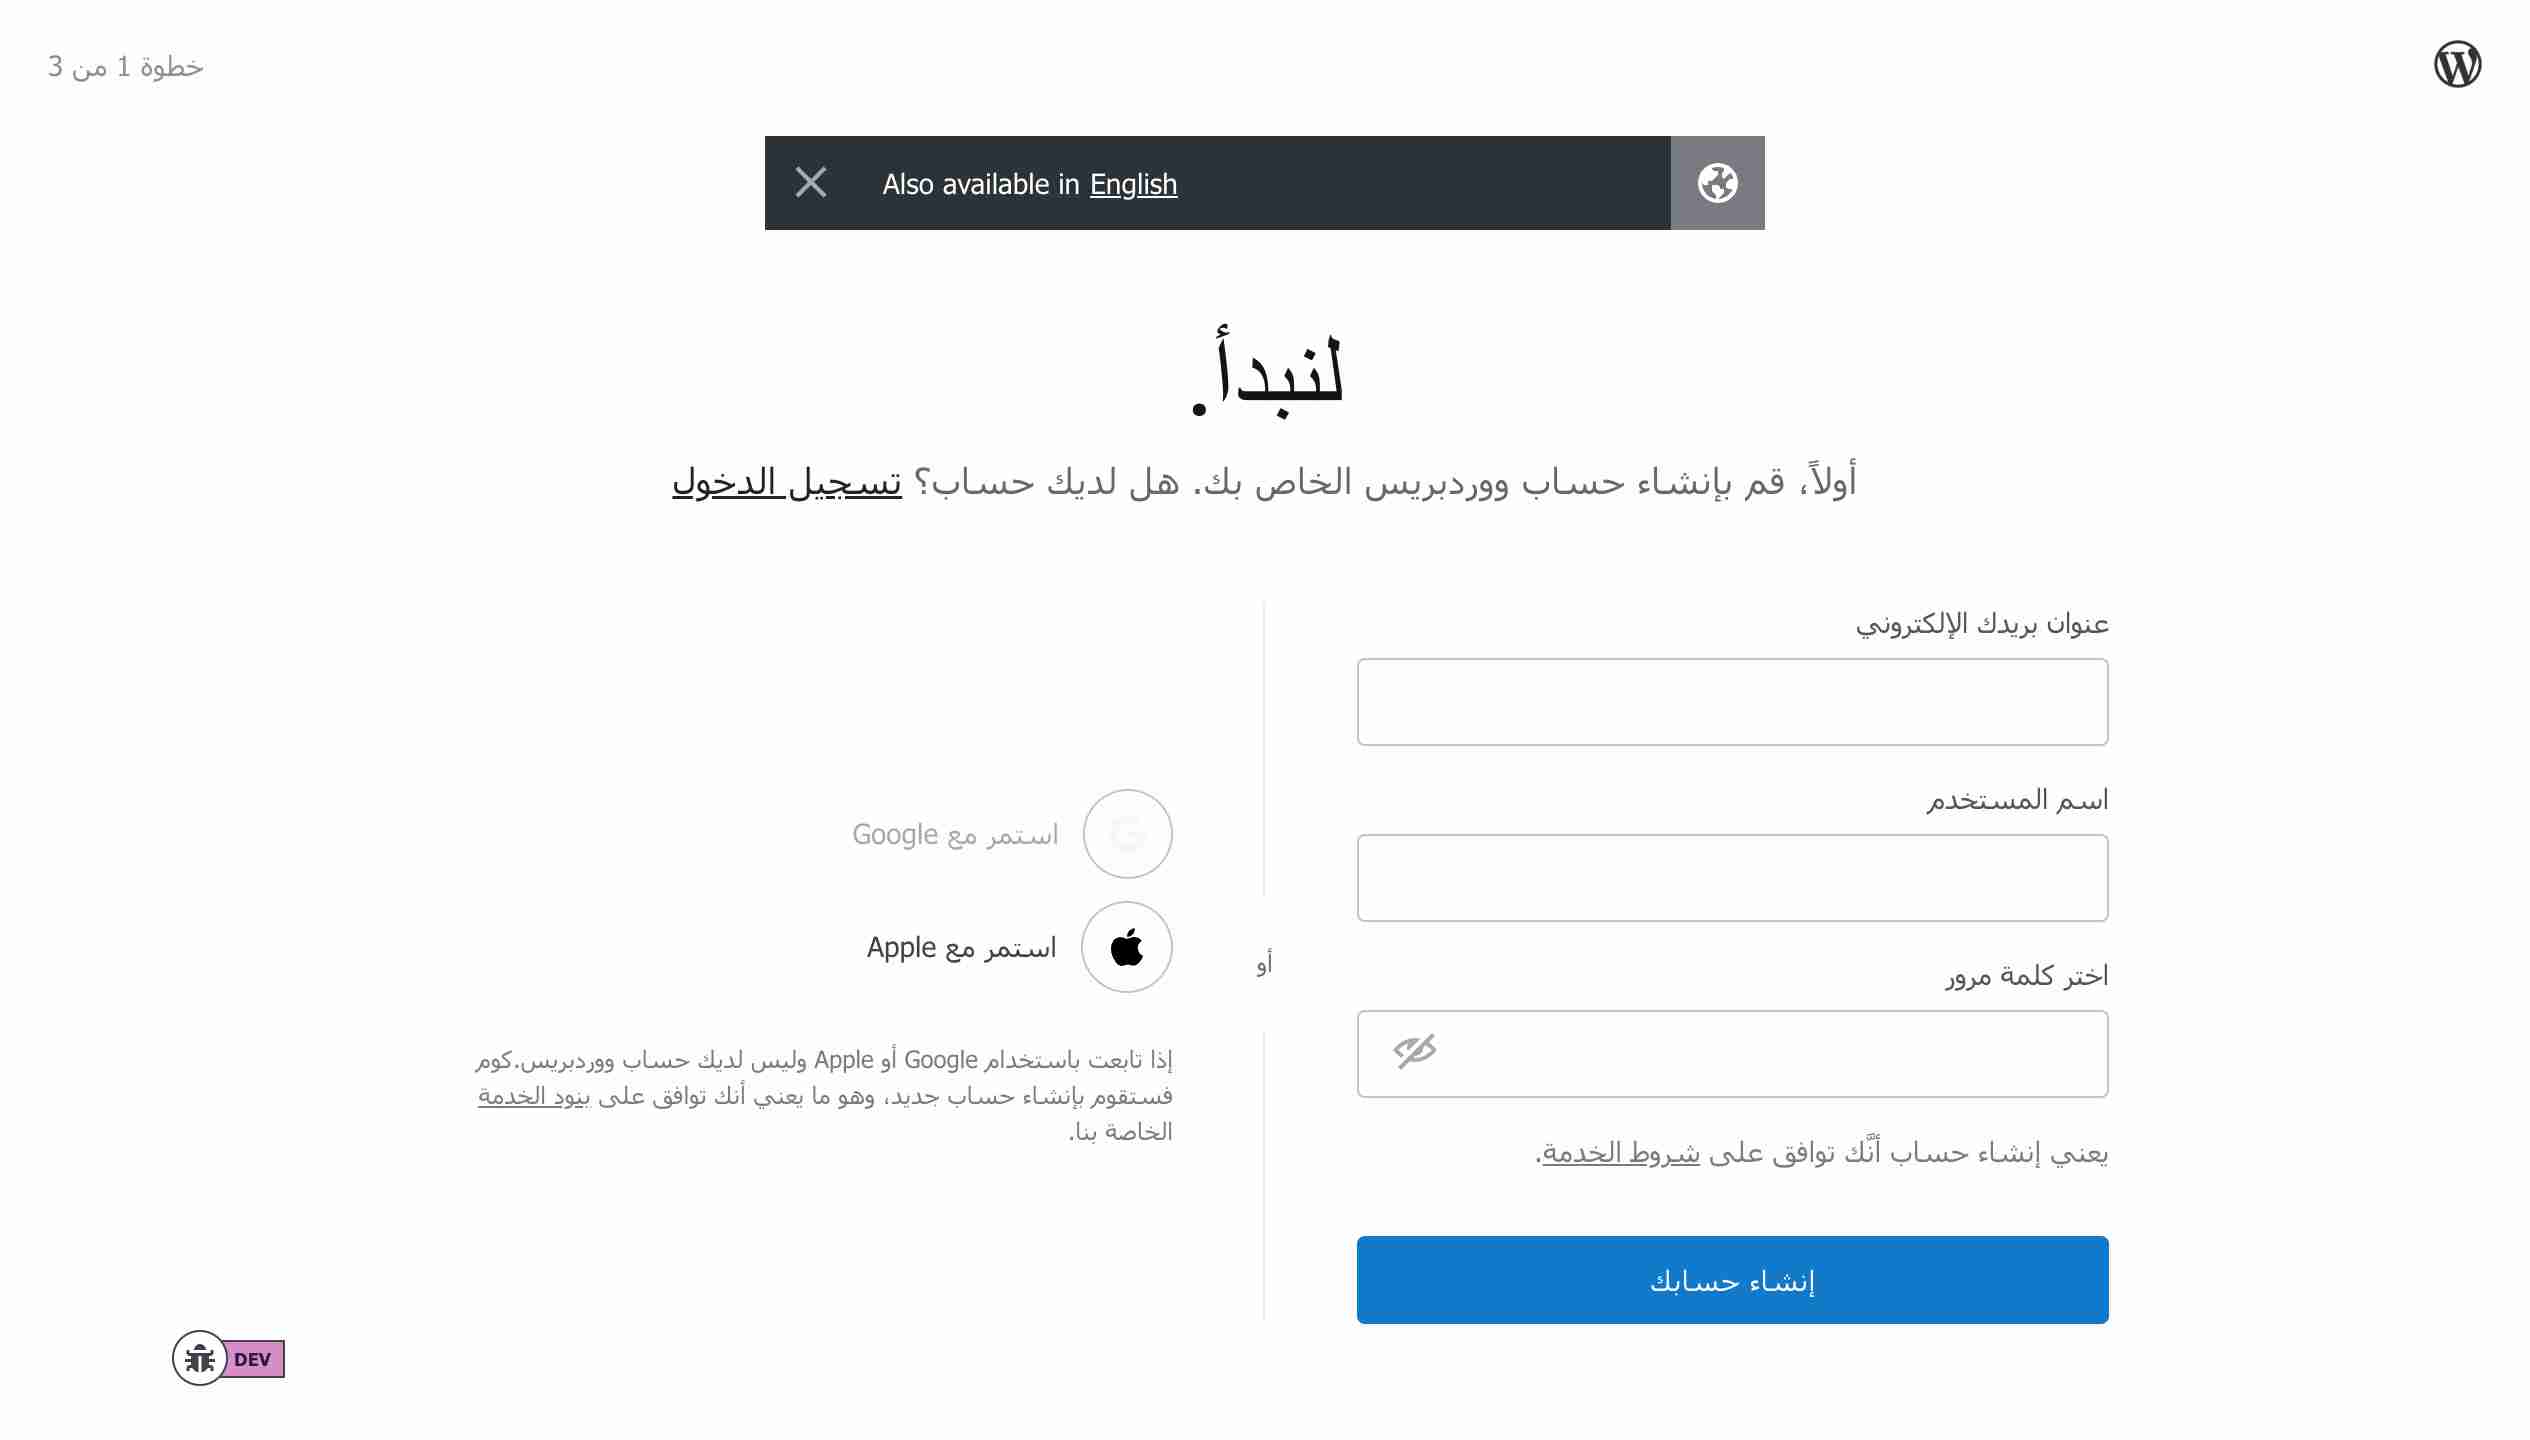 خطوة 1 من 3
Also available in English
لنبدأ.
أولاً، قم بإنشاء حساب ووردبريس الخاص بك. هل لديك حساب؟ تسجيل الدخول
عنوان بريدك الإلكتروني
اسم المستخدم
اختر كلمة مرور
يعني إنشاء حساب أنَّك توافق على شروط الخدمة.
إنشاء حسابك
أو
استمر مع Google
استمر مع Apple
إذا تابعت باستخدام Google أو Apple وليس لديك حساب ووردبريس.كوم
فستقوم بإنشاء حساب جديد، وهو ما يعني أنك توافق على بنود الخدمة
الخاصة بنا.
DEV